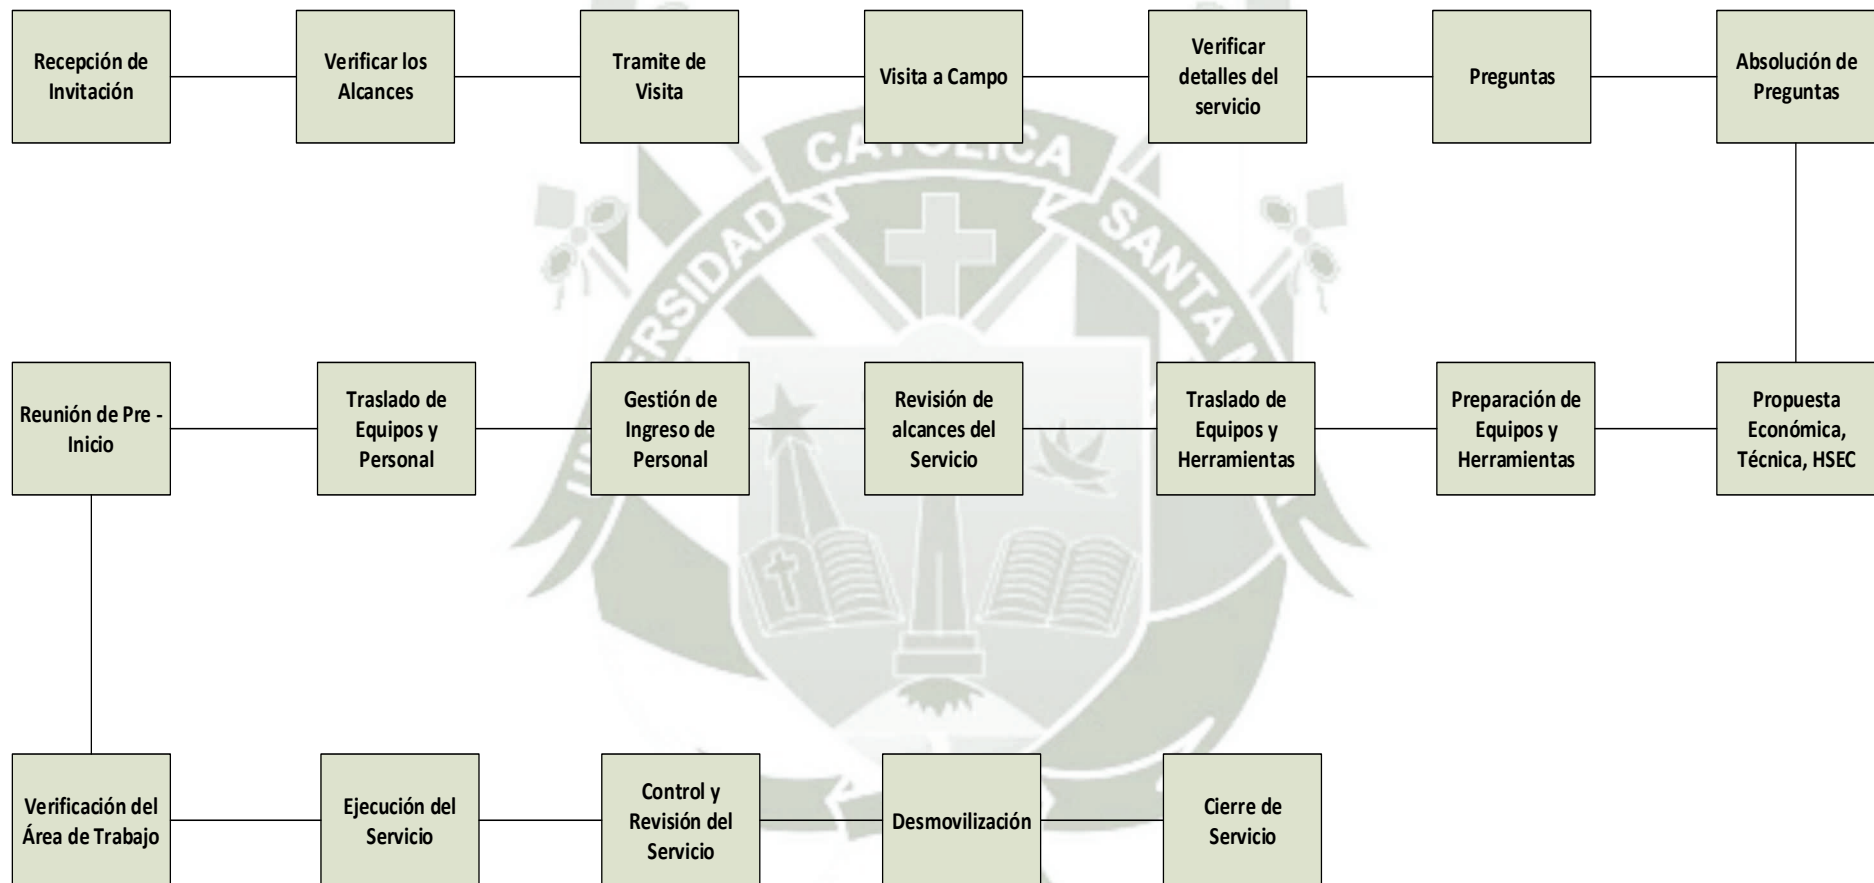 Recepción de
Invitación
Verificar los
Alcances
Tramite de
Visita
Visita a Campo
Verificar
detalles del
servicio
Preguntas
Absolución de
Preguntas
UNIVERSIDAD CATÓLICA SANTA
Reunión de Pre -
Inicio
Traslado de
Equipos y
Personal
Gestión de
Ingreso de
Personal
Revisión de
alcances del
Servicio
Traslado de
Equipos y
Herramientas
Preparación de
Equipos y
Herramientas
Propuesta
Económica,
Técnica, HSEC
Verificación del
Área de Trabajo
Ejecución del
Servicio
Control y
Revisión del
Servicio
Desmovilización
Cierre de
Servicio